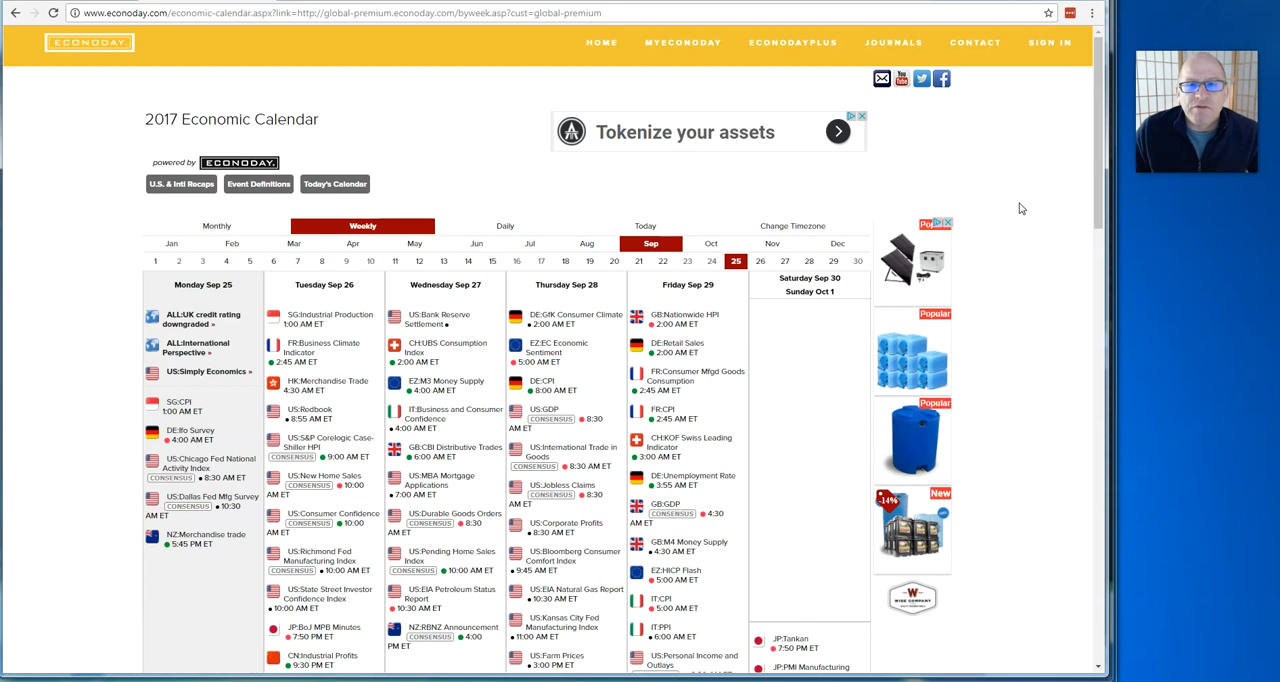 www.econoday.com/economic-calendar.aspx?link=http://global-premium.econoday.com/byweek.asp?cust=global-premium
ECONODAY.
HOME MYECONODAY ECONODAYPLUS JOURNALS CONTACT SIGN IN
You
Tube
2017 Economic Calendar
Tokenize your assets
powered by ECONODAY.
U.S. & Intl Recaps Event Definitions Today's Calendar
Monthly Weekly Daily Today Change Timezone
Jan Feb Mar Apr May Jun Jul Aug Sep Oct Nov Dec
1 2 3 4 5 6 7 8 9 10 11 12 13 14 15 16 17 18 19 20 21 22 23 24 25 26 27 28 29 30
Monday Sep 25
ALL:UK credit rating
downgraded »
ALL:International
Perspective »
US:Simply Economics »
SG:CPI
1:00 AM ET
DE:Ifo Survey
4:00 AM ET
US:Chicago Fed National
Activity Index
CONSENSUS 8:30 AM ET
US:Dallas Fed Mfg Survey
CONSENSUS 10:30
AM ET
NZ:Merchandise trade
5:45 PM ET
Tuesday Sep 26
SG:Industrial Production
1:00 AM ET
FR:Business Climate
Indicator
2:45 AM ET
HK:Merchandise Trade
4:30 AM ET
US:Redbook
8:55 AM ET
US:S&P Corelogic Case-
Shiller HPI
CONSENSUS 9:00 AM ET
US:New Home Sales
CONSENSUS 10:00
AM ET
US:Consumer Confidence
CONSENSUS 10:00
AM ET
US:Richmond Fed
Manufacturing Index
CONSENSUS 10:00 AM ET
US:State Street Investor
Confidence Index
10:00 AM ET
JP:BoJ MPB Minutes
7:50 PM ET
CN:Industrial Profits
9:30 PM ET
Wednesday Sep 27
US:Bank Reserve
Settlement
CH:UBS Consumption
Index
2:00 AM ET
EZ:M3 Money Supply
4:00 AM ET
IT:Business and Consumer
Confidence
4:00 AM ET
GB:CBI Distributive Trades
6:00 AM ET
US:MBA Mortgage
Applications
7:00 AM ET
US:Durable Goods Orders
CONSENSUS 8:30
AM ET
US:Pending Home Sales
Index
CONSENSUS 10:00 AM ET
US:EIA Petroleum Status
Report
10:30 AM ET
NZ:RBNZ Announcement
CONSENSUS 4:00
PM ET
Thursday Sep 28
DE:GfK Consumer Climate
2:00 AM ET
EZ:EC Economic
Sentiment
5:00 AM ET
DE:CPI
8:00 AM ET
US:GDP
CONSENSUS 8:30
AM ET
US:International Trade in
Goods
CONSENSUS 8:30 AM ET
US:Jobless Claims
CONSENSUS 8:30
AM ET
US:Corporate Profits
8:30 AM ET
US:Bloomberg Consumer
Comfort Index
9:45 AM ET
US:EIA Natural Gas Report
10:30 AM ET
US:Kansas City Fed
Manufacturing Index
11:00 AM ET
US:Farm Prices
3:00 PM ET
Friday Sep 29
GB:Nationwide HPI
2:00 AM ET
DE:Retail Sales
2:00 AM ET
FR:Consumer Mfgd Goods
Consumption
2:45 AM ET
FR:CPI
2:45 AM ET
CH:KOF Swiss Leading
Indicator
3:00 AM ET
DE:Unemployment Rate
3:55 AM ET
GB:GDP
CONSENSUS 4:30
AM ET
GB:M4 Money Supply
4:30 AM ET
EZ:HICP Flash
5:00 AM ET
IT:CPI
5:00 AM ET
IT:PPI
6:00 AM ET
US:Personal Income and
Outlays
Saturday Sep 30
Sunday Oct 1
JP:Tankan
7:50 PM ET
JP:PMI Manufacturing
Popular
Popular
-14% New
W
WISE COMPANY